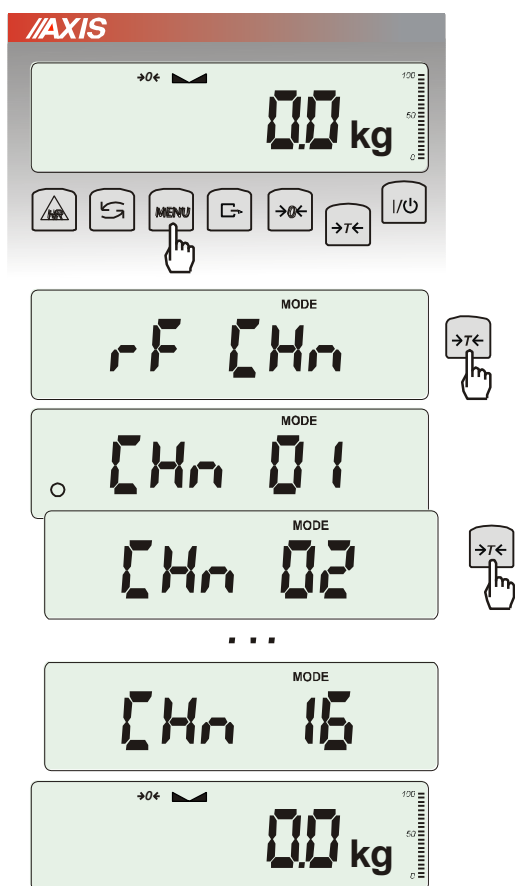 AXIS
→0← 100
50
0.0 kg
0
HR MENU →0← →T← I/
MODE
rF CHn →T←
MODE
CHn 01
MODE
CHn 02 →T←
...
MODE
CHn 16
→0← 100
50
0.0 kg
0